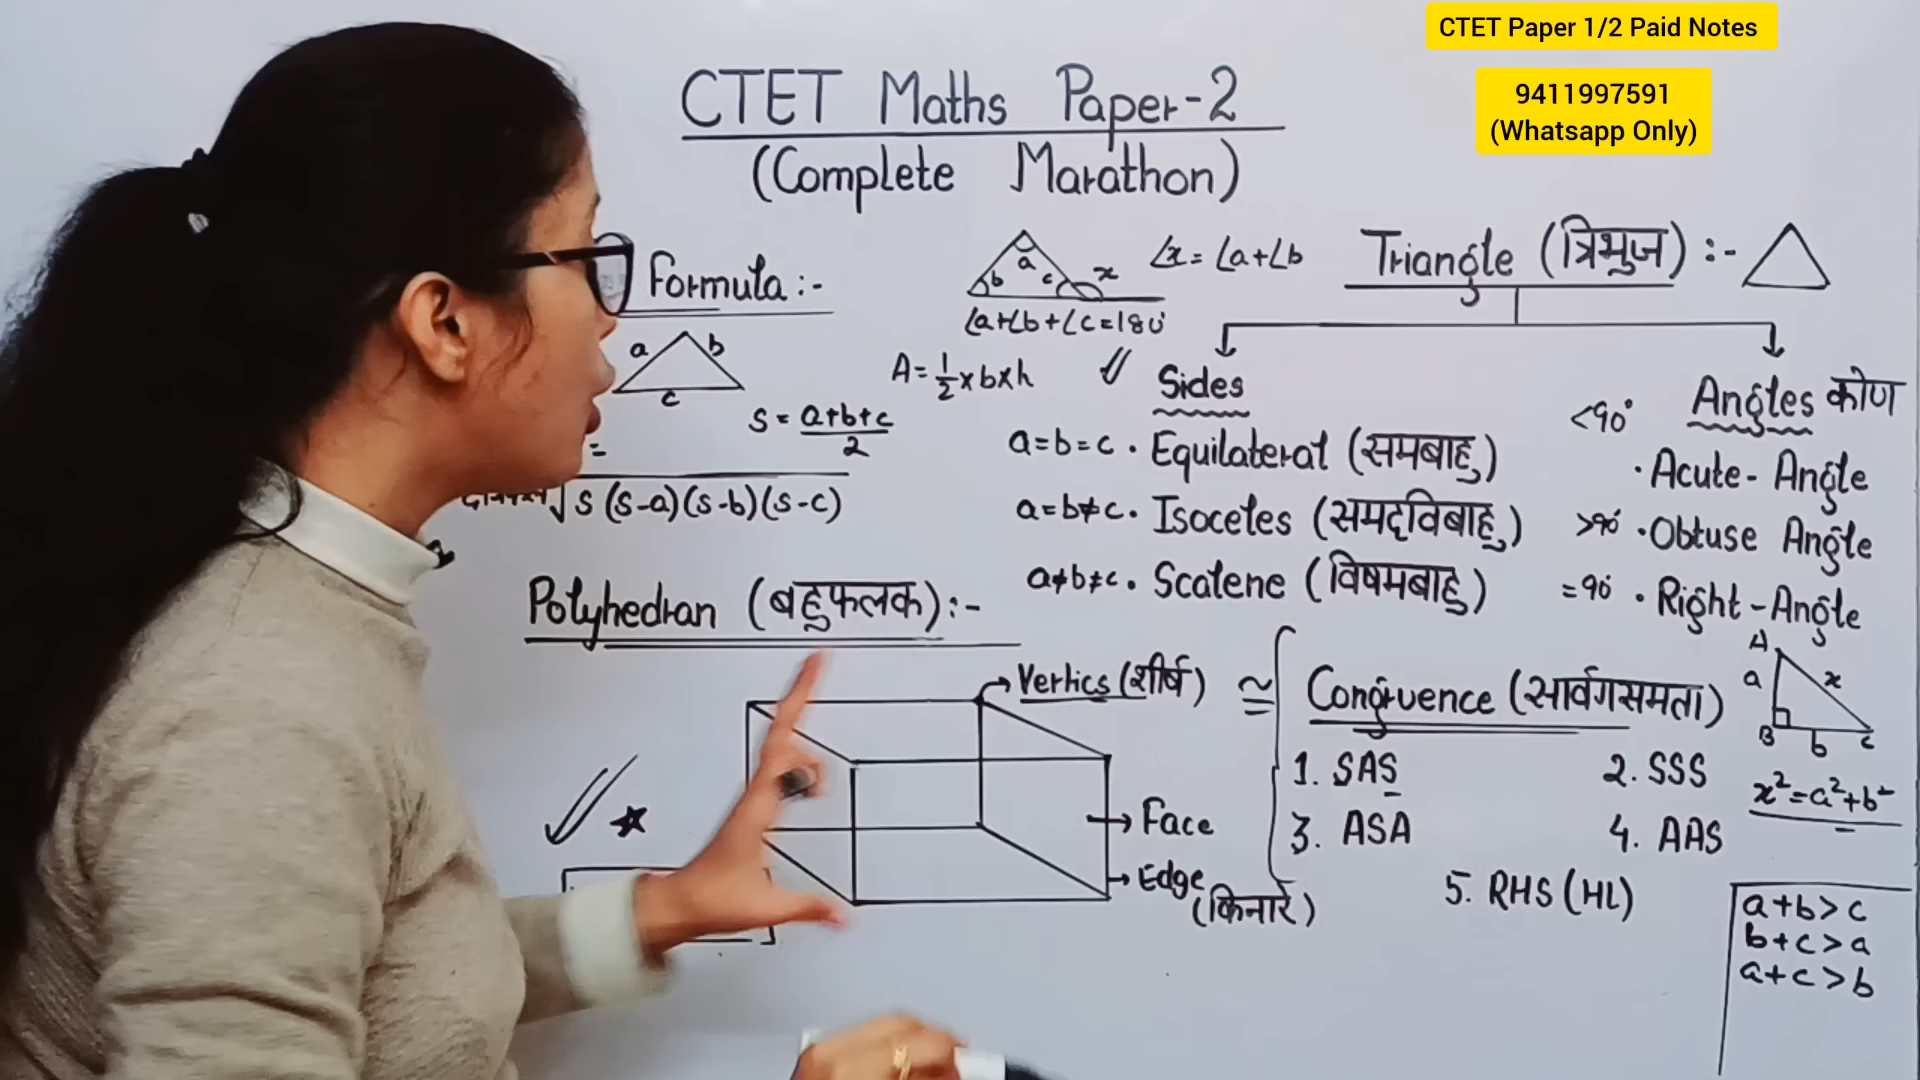 CTET Paper 1/2 Paid Notes
9411997591
(Whatsapp Only)
CTET Maths Paper-2
(Complete Marathon)
Formula :-
a b
c
S = a+b+c
2
=
√S (S-a)(S-b)(S-c)
a
b c x
∠x = ∠a+∠b
∠a+∠b+∠c=180°
A = 1/2 × b × h
Triangle (त्रिभुज) :-
Sides
a=b=c . Equilateral (समबाहु)
a=b≠c . Isoceles (समद्दविबाहु)
a≠b≠c . Scalene (विषमबाहु)
Angles कोण
<90° . Acute- Angle
>90° . Obtuse Angle
=90° . Right-Angle
Polyhedran (बहुफलक) :-
Vertics (शीर्ष)
Face
Edge
(किनारे)
≅ Congruence (सार्वगसमता)
1. SAS 2. SSS
3. ASA 4. AAS
5. RHS (HL)
A
a x
B b C
x²=a²+b²
a+b>c
b+c>a
a+c>b